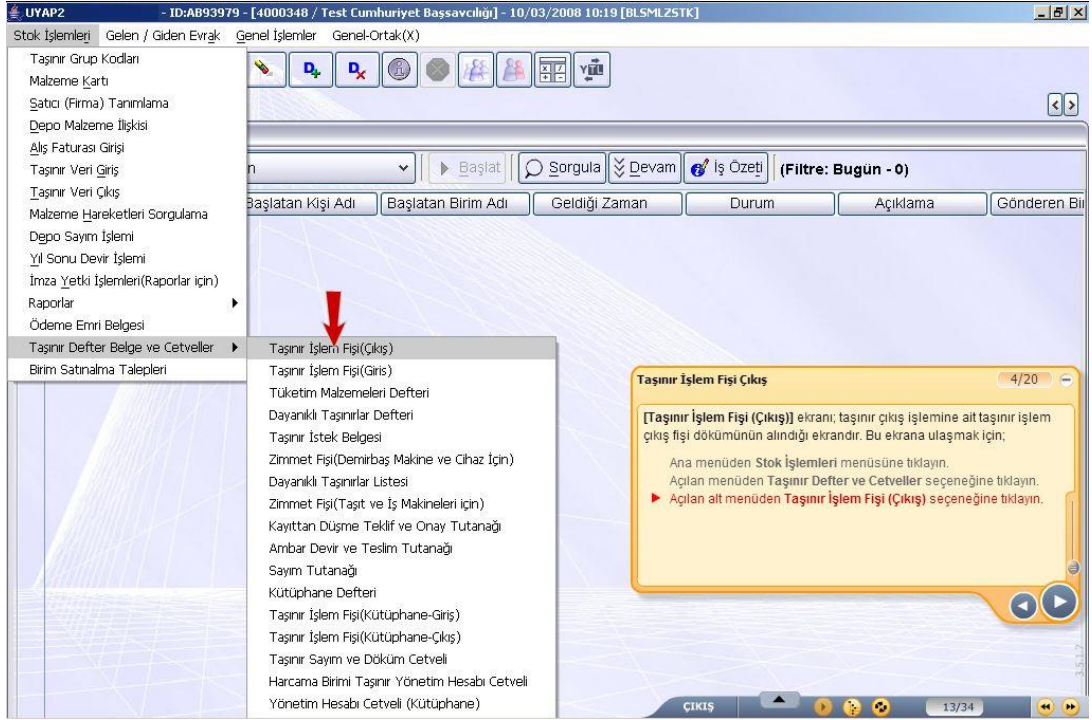 UYAP2 - ID:AB93979 - [4000348 / Test Cumhuriyet Başsavcılığı] - 10/03/2008 10:19 [BLSMLZSTK]
Stok İşlemleri Gelen / Giden Evrak Genel İşlemler Genel-Ortak(X)
Taşınır Grup Kodları
Malzeme Kartı
Satıcı (Firma) Tanımlama
Depo Malzeme İlişkisi
Alış Faturası Girişi
Taşınır Veri Giriş
Taşınır Veri Çıkış
Malzeme Hareketleri Sorgulama
Depo Sayım İşlemi
Yıl Sonu Devir İşlemi
İmza Yetki İşlemleri(Raporlar için)
Raporlar
Ödeme Emri Belgesi
Taşınır Defter Belge ve Cetveller
Birim Satınalma Talepleri
YTL
n Başlat Sorgula Devam İş Özeti (Filtre: Bugün - 0)
Başlatan Kişi Adı Başlatan Birim Adı Geldiği Zaman Durum Açıklama Gönderen Bir
Taşınır İşlem Fişi(Çıkış)
Taşınır İşlem Fişi(Giris)
Tüketim Malzemeleri Defteri
Dayanıklı Taşınırlar Defteri
Taşınır İstek Belgesi
Zimmet Fişi(Demirbaş Makine ve Cihaz İçin)
Dayanıklı Taşınırlar Listesi
Zimmet Fişi(Taşıt ve İş Makineleri için)
Kayıttan Düşme Teklif ve Onay Tutanağı
Ambar Devir ve Teslim Tutanağı
Sayım Tutanağı
Kütüphane Defteri
Taşınır İşlem Fişi(Kütüphane-Giriş)
Taşınır İşlem Fişi(Kütüphane-Çıkış)
Taşınır Sayım ve Döküm Cetveli
Harcama Birimi Taşınır Yönetim Hesabı Cetveli
Yönetim Hesabı Cetveli (Kütüphane)
Taşınır İşlem Fişi Çıkış 4/20
[Taşınır İşlem Fişi (Çıkış)] ekranı; taşınır çıkış işlemine ait taşınır işlem
çıkış fişi dökümünün alındığı ekrandır. Bu ekrana ulaşmak için;
Ana menüden Stok İşlemleri menüsüne tıklayın.
Açılan menüden Taşınır Defter ve Cetveller seçeneğine tıklayın.
Açılan alt menüden Taşınır İşlem Fişi (Çıkış) seçeneğine tıklayın.
3.5.1.7
ÇIKIŞ 13/34